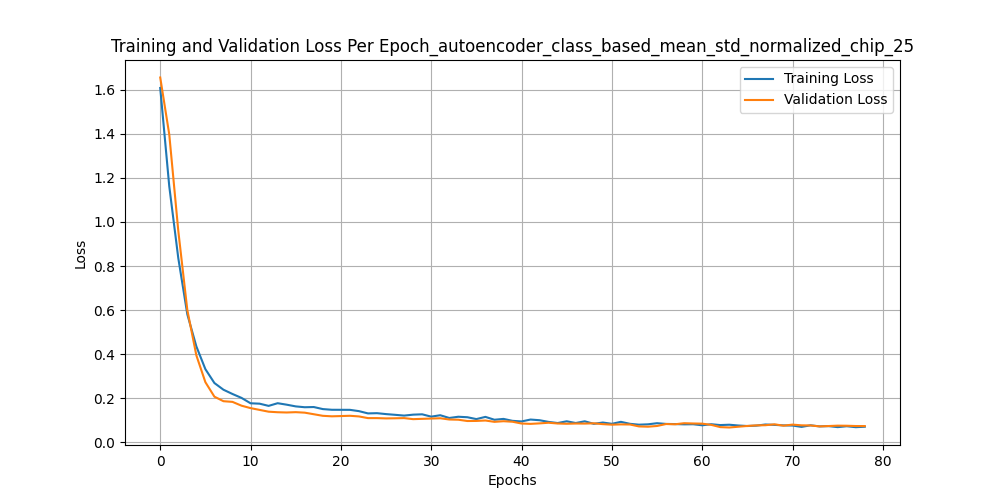 Training and Validation Loss Per Epoch_autoencoder_class_based_mean_std_normalized_chip_25
Training Loss
Validation Loss
1.6
1.4
1.2
1.0
0.8
0.6
0.4
0.2
0.0
Loss
0 10 20 30 40 50 60 70 80
Epochs